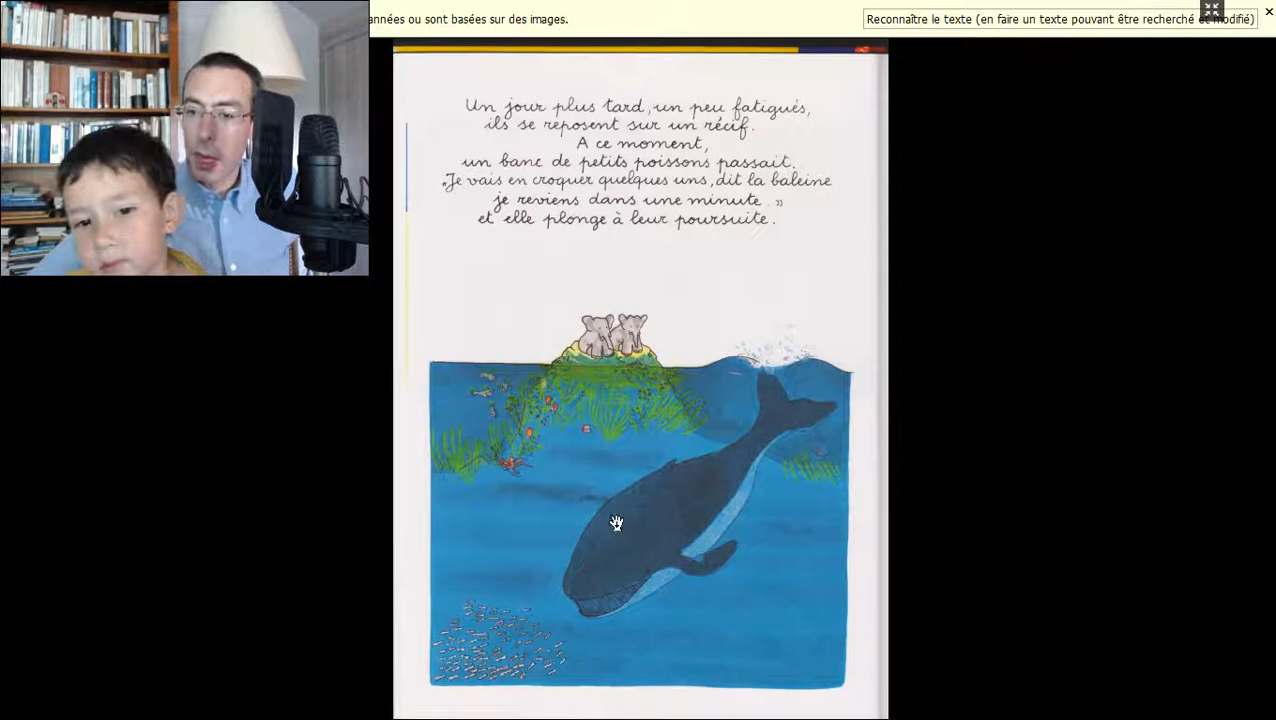 années ou sont basées sur des images.
Reconnaître le texte (en faire un texte pouvant être recherché et modifié)
Un jour plus tard, un peu fatigués,
ils se reposent sur un récif.
A ce moment,
un banc de petits poissons passait.
"Je vais en croquer quelques uns, dit la baleine
je reviens dans une minute. »
et elle plonge à leur poursuite.